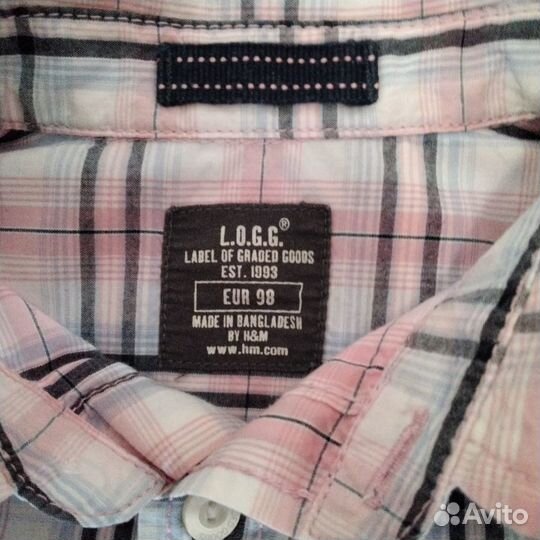 L.O.G.G.®
LABEL OF GRADED GOODS
EST. 1993
EUR 98
MADE IN BANGLADESH
BY H&M
www.hm.com
Avito